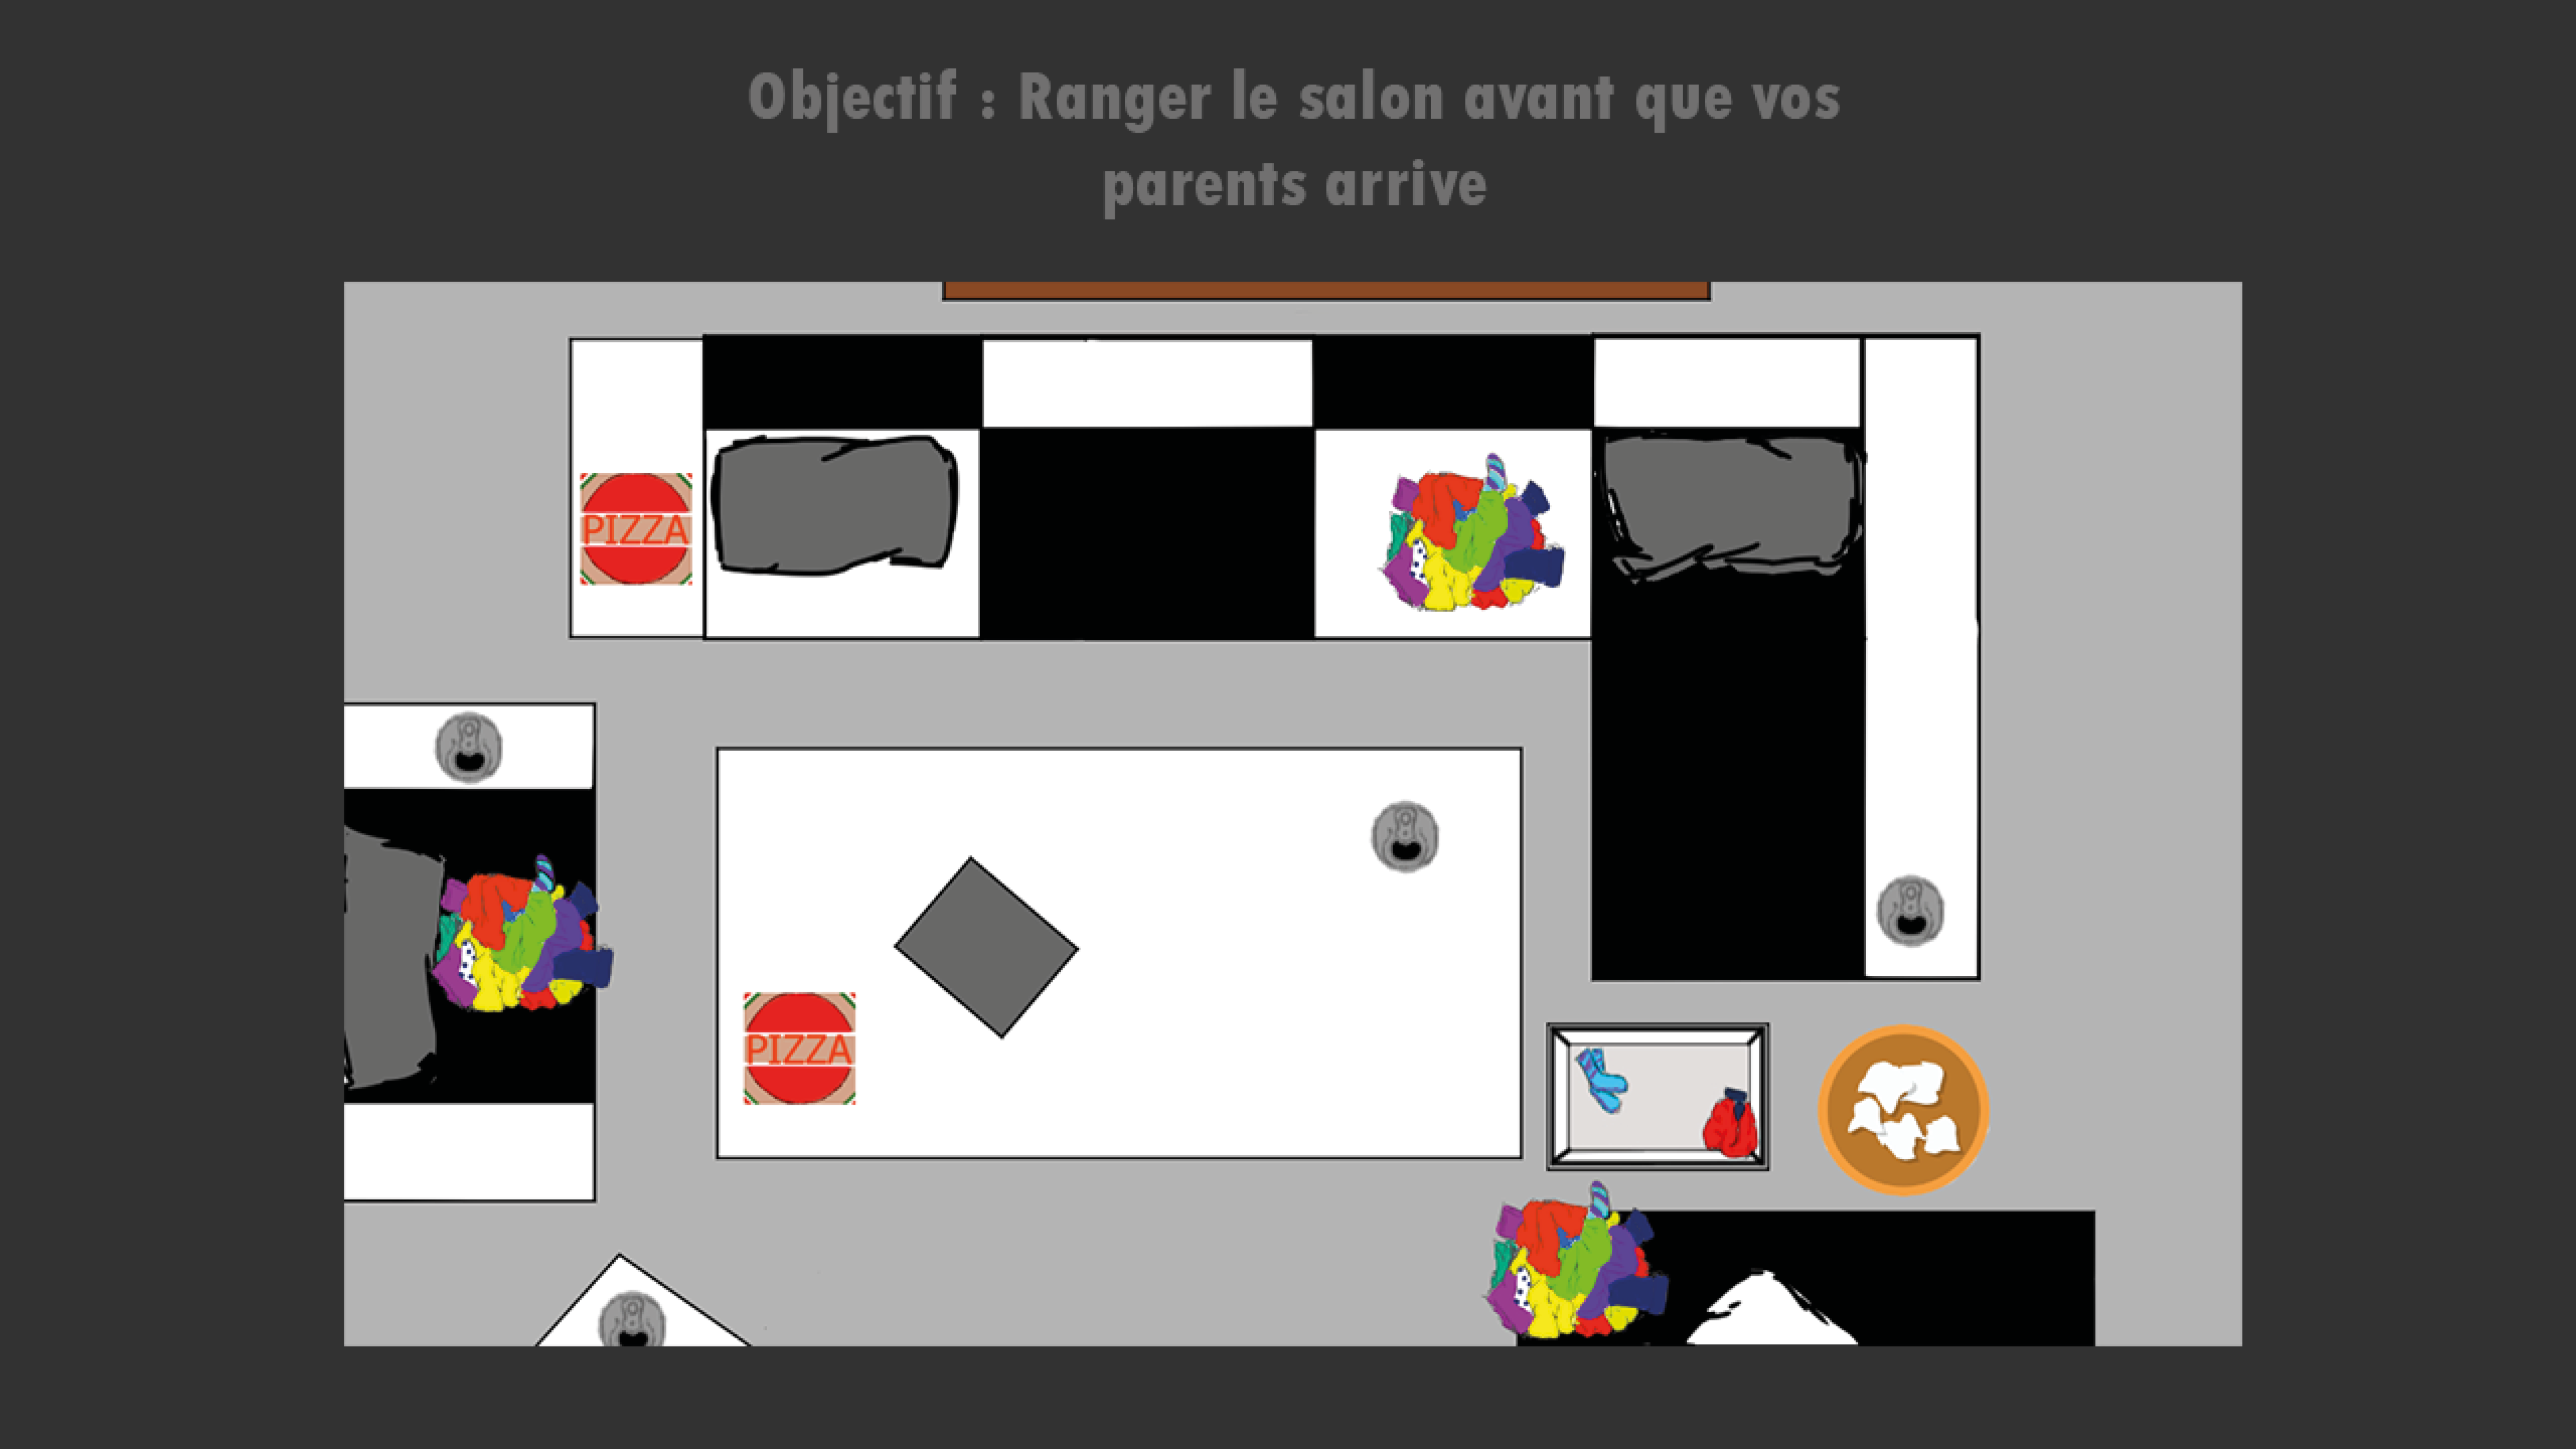 Objectif : Ranger le salon avant que vos
parents arrive
PIZZA
PIZZA